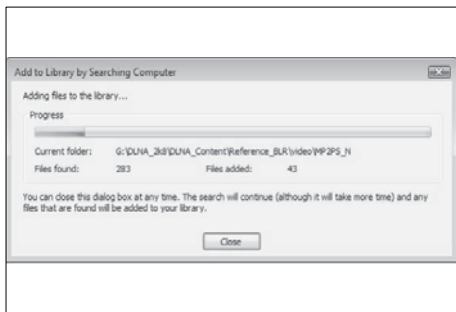 Add to Library by Searching Computer
Adding files to the library...
Progress
Current folder: G:\DLNA_2k8\DLNA_Content\Reference_BLR\video\MP2PS_N
Files found: 283 Files added: 43
You can close this dialog box at any time. The search will continue (although it will take more time) and any
files that are found will be added to your library.
Close